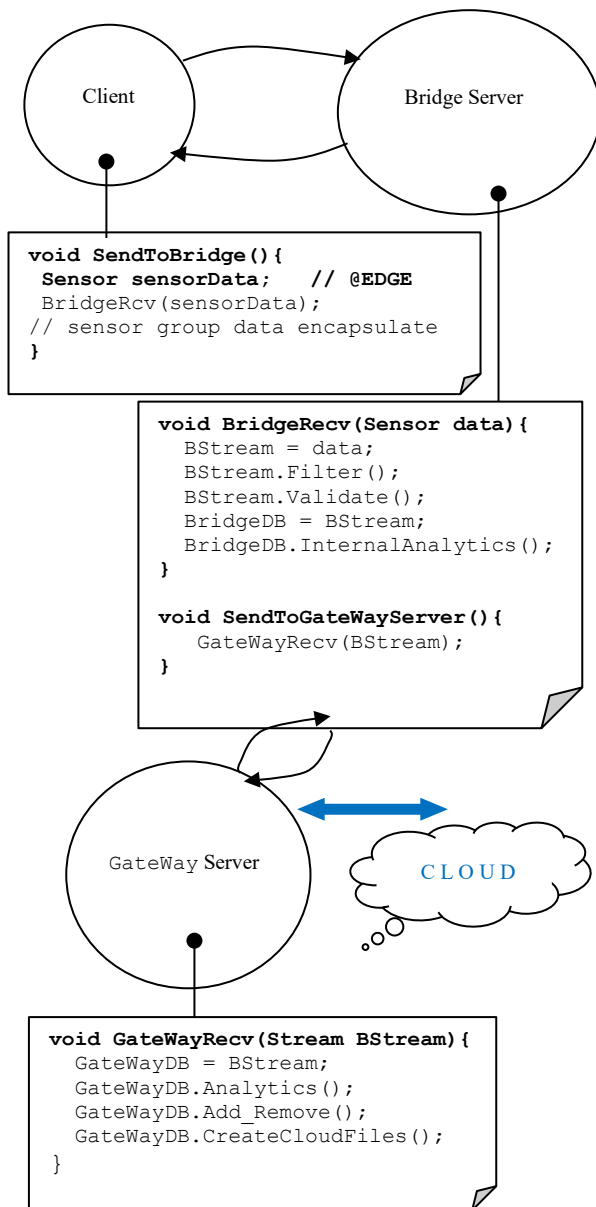 Client
Bridge Server
void SendToBridge(){
Sensor sensorData;   // @EDGE
BridgeRcv(sensorData);
// sensor group data encapsulate
}
void BridgeRecv(Sensor data){
BStream = data;
BStream.Filter();
BStream.Validate();
BridgeDB = BStream;
BridgeDB.InternalAnalytics();
}
void SendToGateWayServer(){
GateWayRecv(BStream);
}
GateWay Server
CLOUD
void GateWayRecv(Stream BStream){
GateWayDB = BStream;
GateWayDB.Analytics();
GateWayDB.Add_Remove();
GateWayDB.CreateCloudFiles();
}